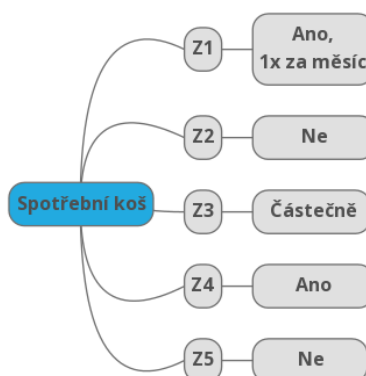 Spotřební koš
Z1
Ano,
1x za měsíc
Z2
Ne
Z3
Částečně
Z4
Ano
Z5
Ne